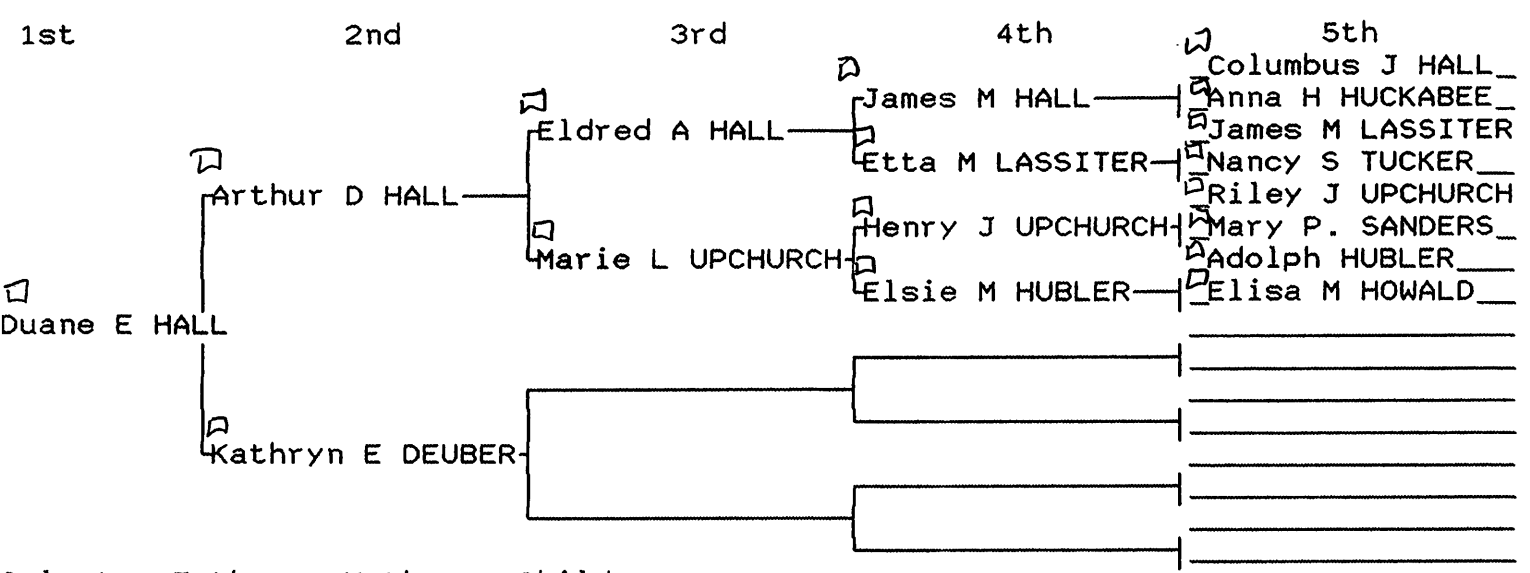 1st 2nd 3rd 4th 5th
Columbus J HALL
James M HALL
Anna H HUCKABEE
Eldred A HALL
James M LASSITER
Etta M LASSITER
Nancy S TUCKER
Arthur D HALL
Riley J UPCHURCH
Henry J UPCHURCH
Mary P. SANDERS
Marie L UPCHURCH
Adolph HUBLER
Elsie M HUBLER
Elisa M HOWALD
Duane E HALL
Kathryn E DEUBER